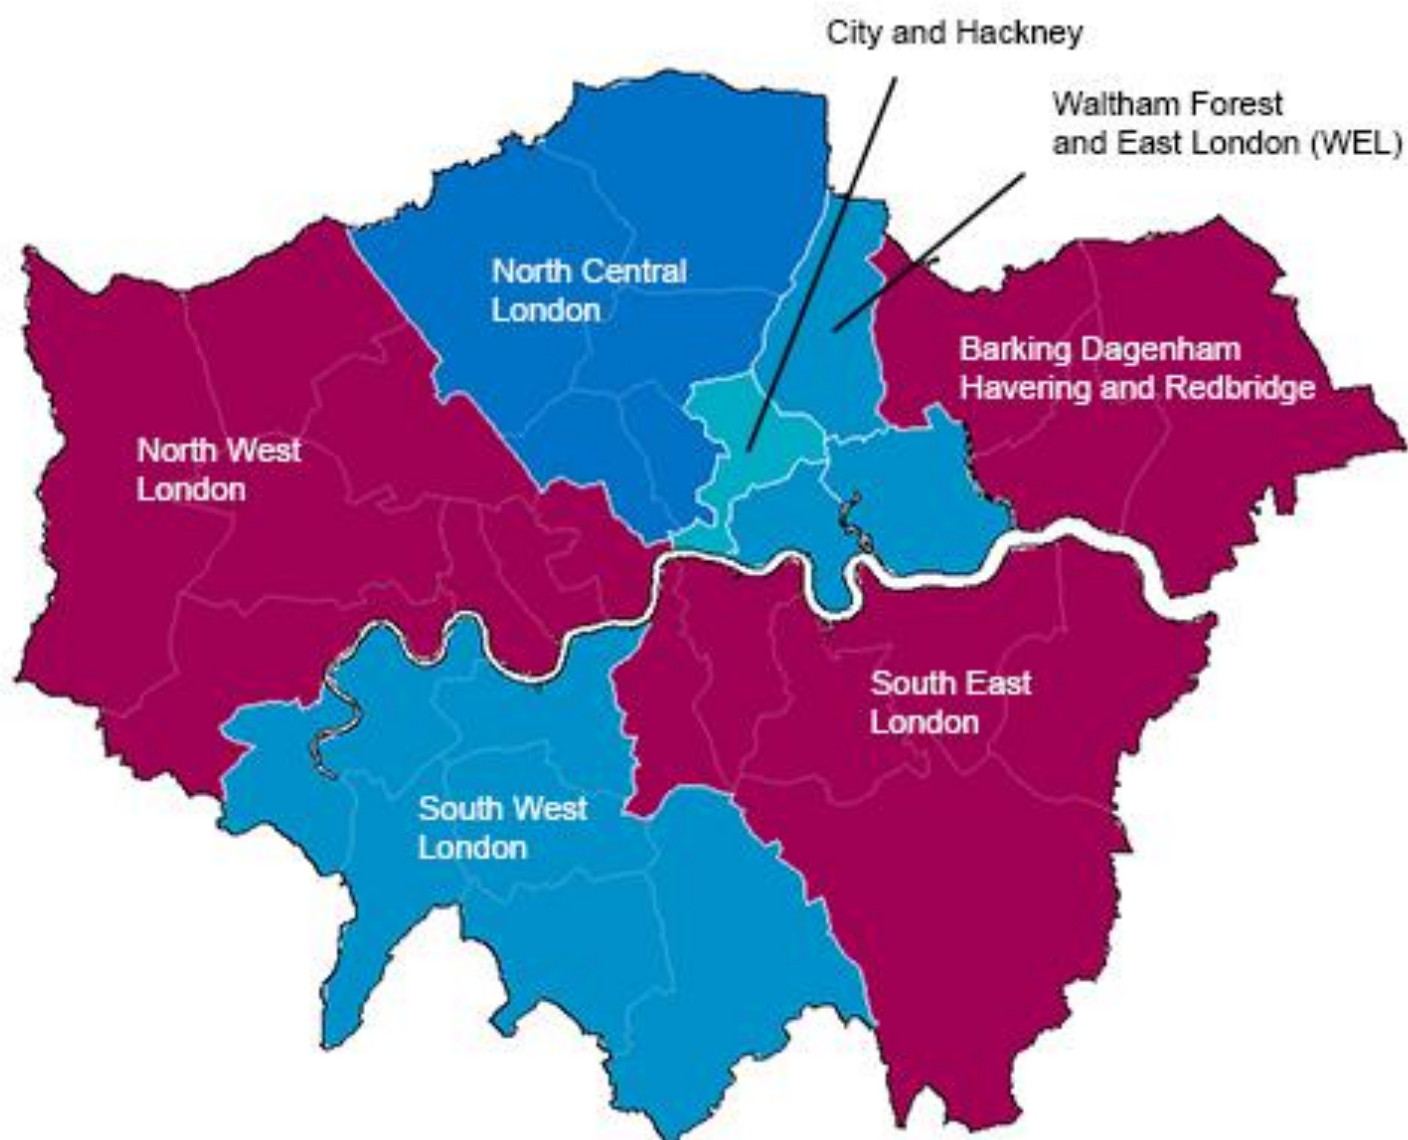 City and Hackney
Waltham Forest
and East London (WEL)
North Central
London
Barking Dagenham
Havering and Redbridge
North West
London
South East
London
South West
London